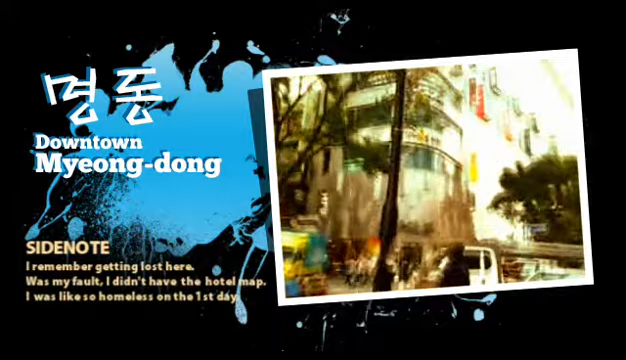 명동
Downtown
Myeong-dong
SIDENOTE
I remember getting lost here.
Was my fault, I didn't have the hotel map.
I was like so homeless on the 1st day.